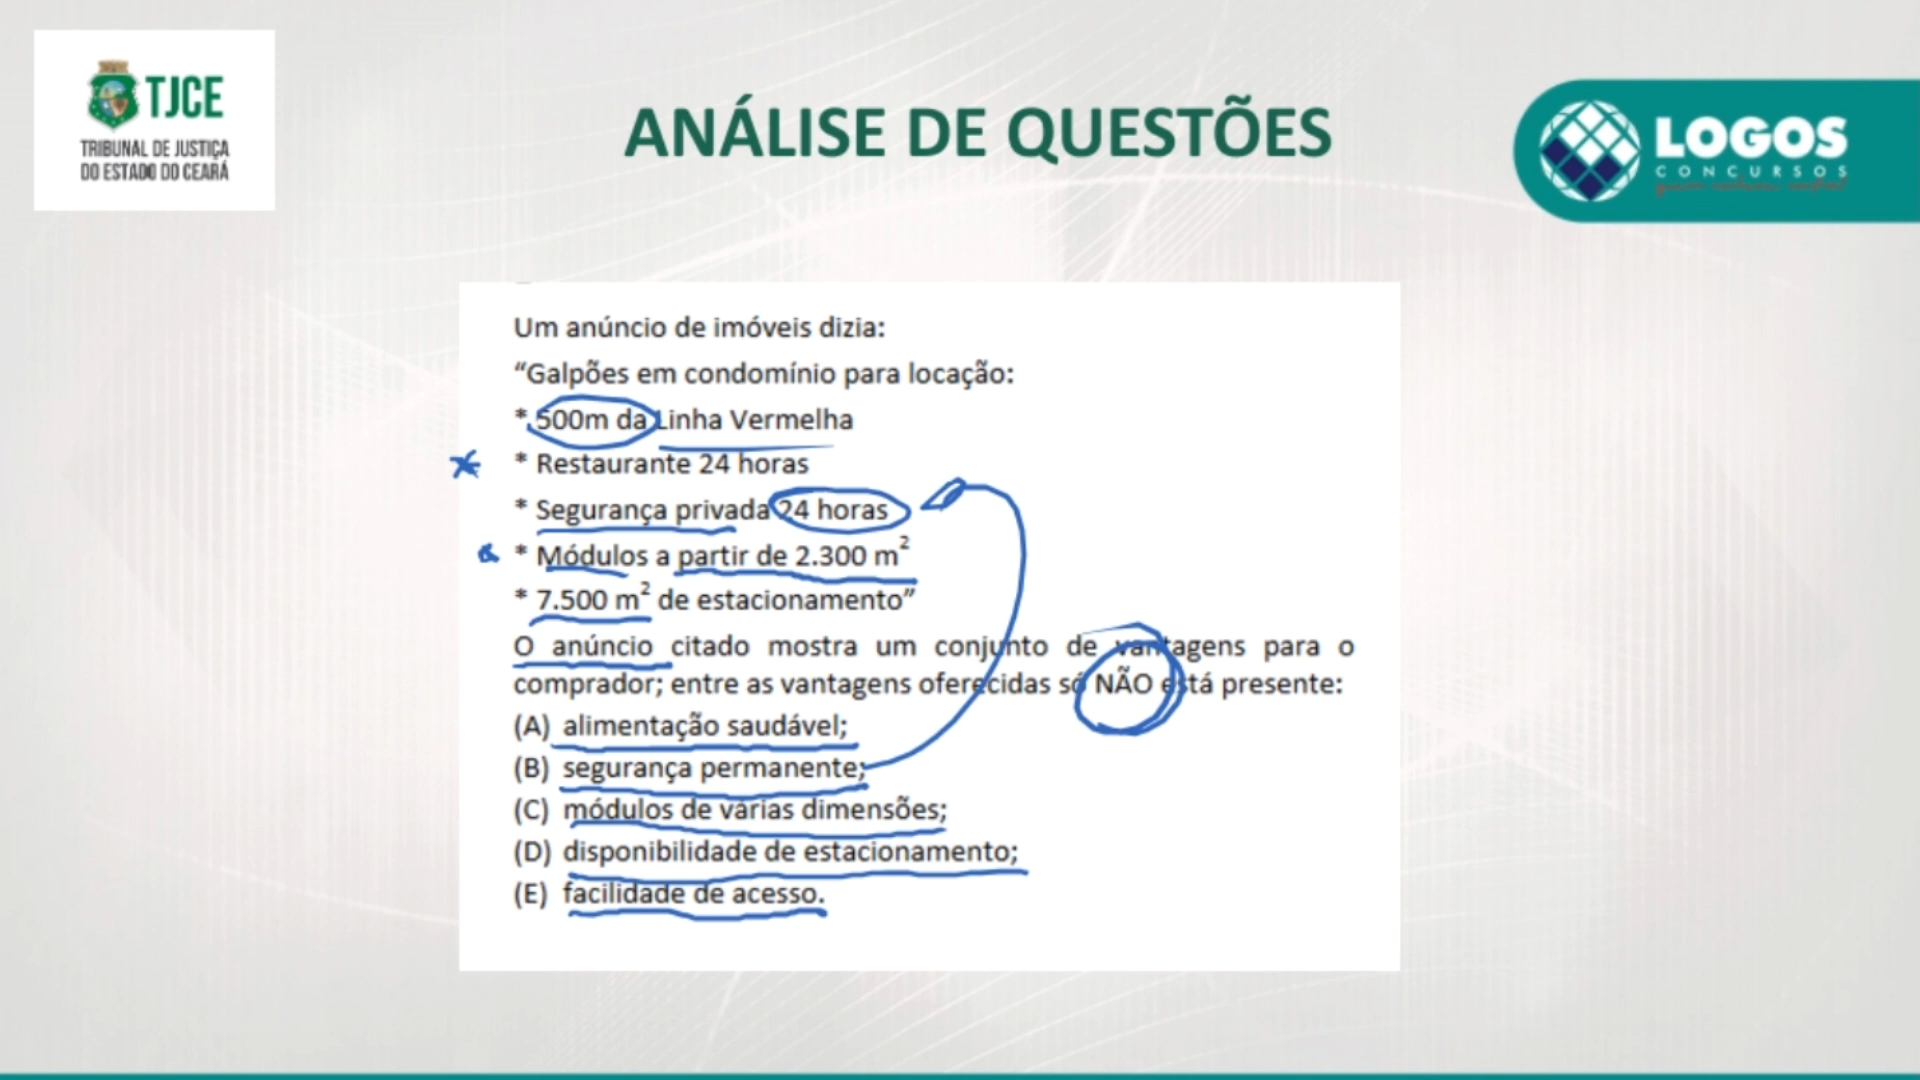 TJCE
TRIBUNAL DE JUSTIÇA
DO ESTADO DO CEARÁ
ANÁLISE DE QUESTÕES
LOGOS
CONCURSOS
Um anúncio de imóveis dizia:
“Galpões em condomínio para locação:
* 500m da Linha Vermelha
* Restaurante 24 horas
* Segurança privada 24 horas
* Módulos a partir de 2.300 m²
* 7.500 m² de estacionamento”
O anúncio citado mostra um conjunto de vantagens para o
comprador; entre as vantagens oferecidas só NÃO está presente:
(A) alimentação saudável;
(B) segurança permanente;
(C) módulos de várias dimensões;
(D) disponibilidade de estacionamento;
(E) facilidade de acesso.